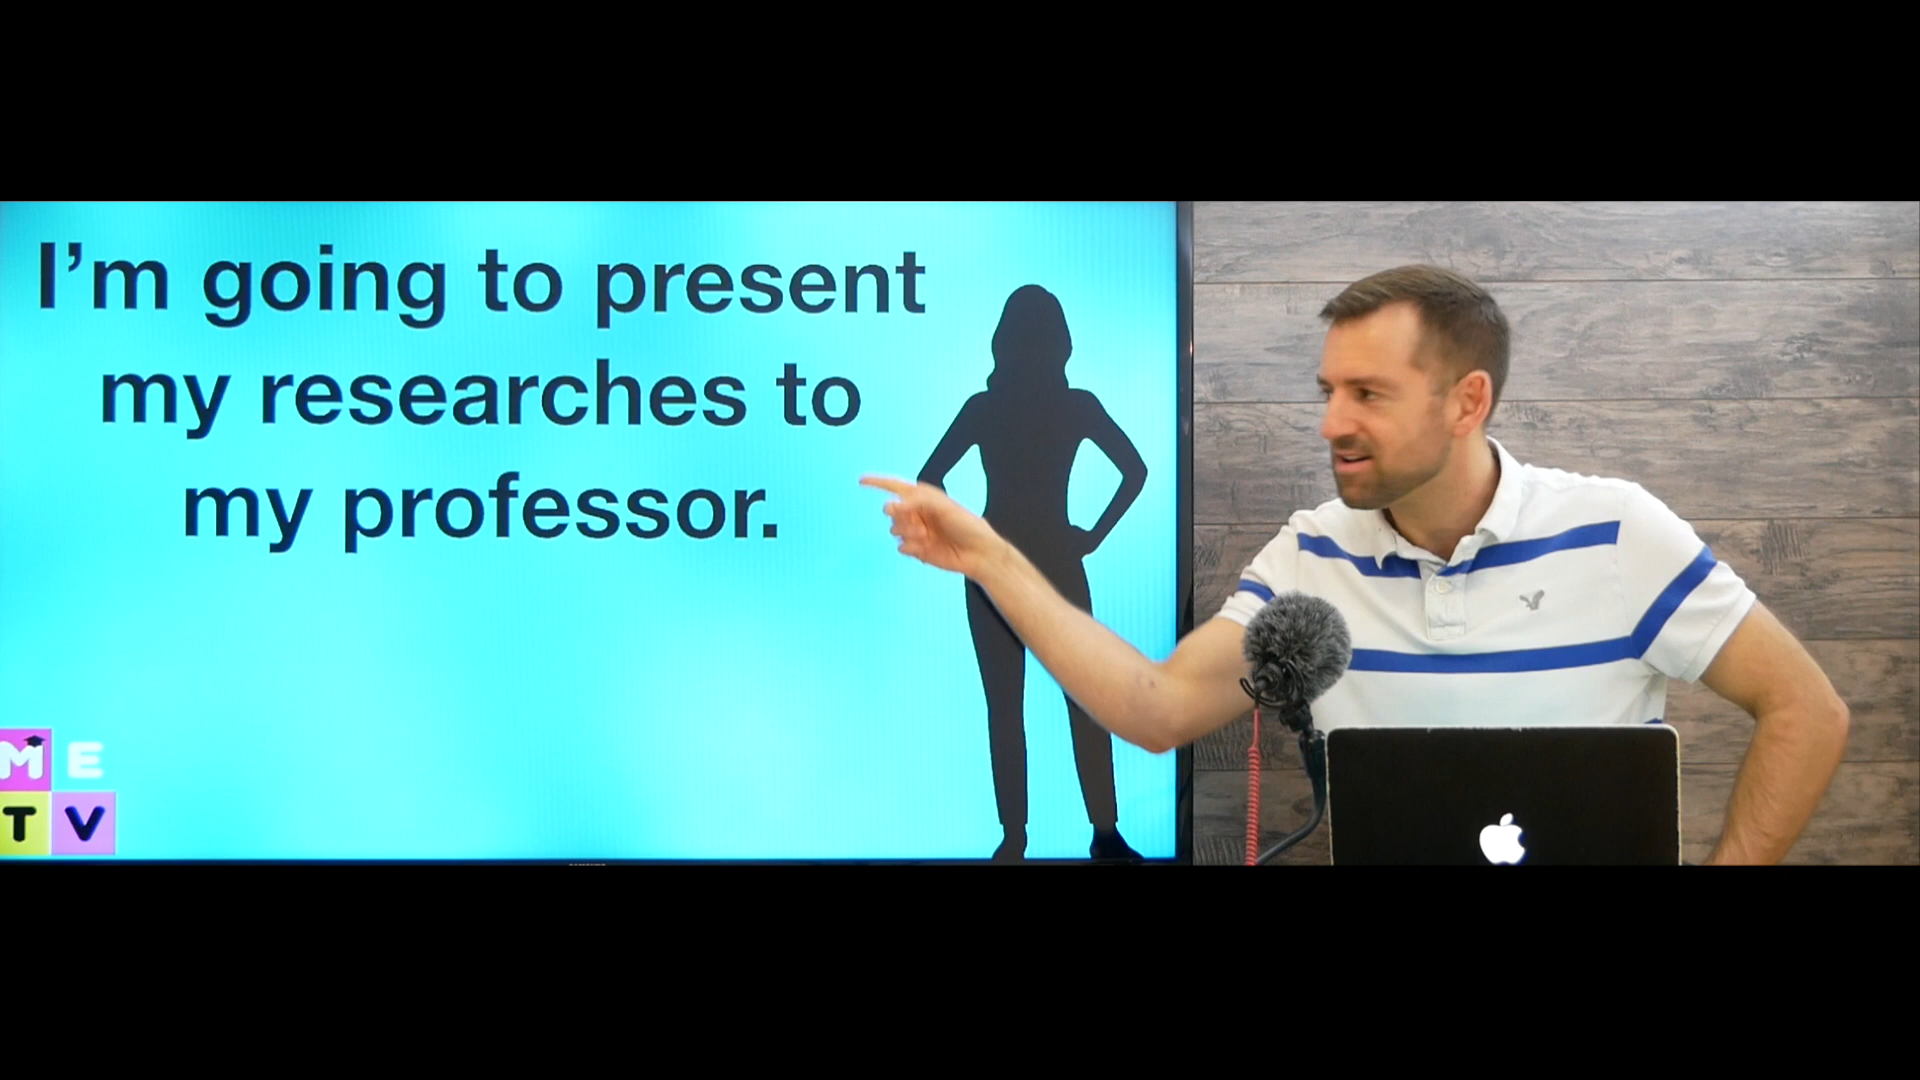 I'm going to present
my researches to
my professor.
M E
T V